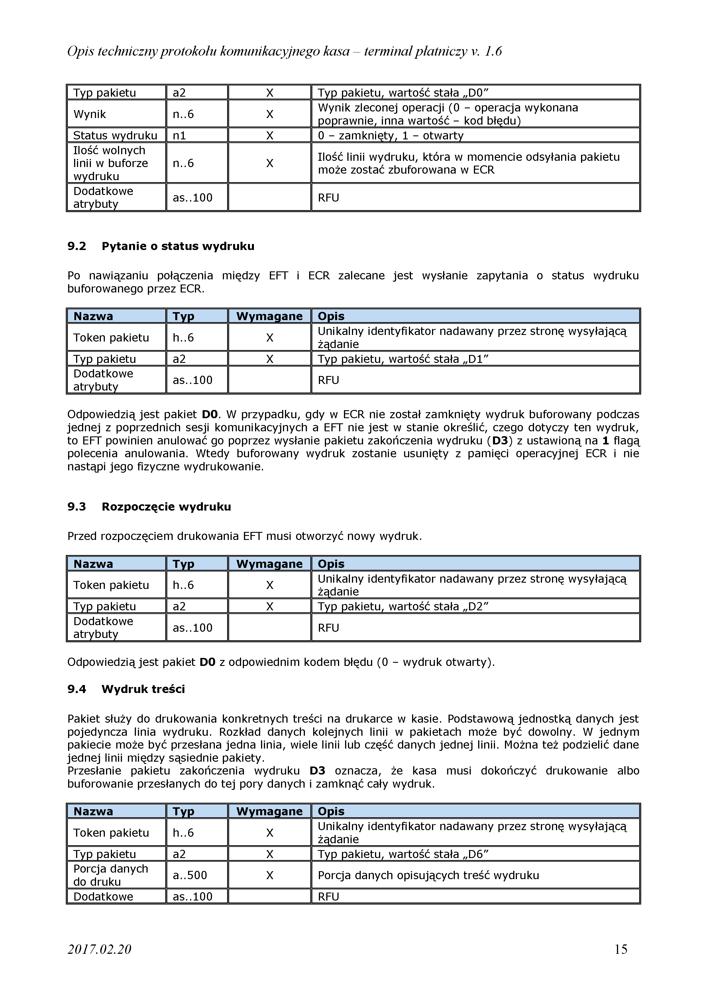 Opis techniczny protokołu komunikacyjnego kasa – terminal płatniczy v. 1.6
Typ pakietu a2 X Typ pakietu, wartość stała „D0”
Wynik n..6 X Wynik zleconej operacji (0 – operacja wykonana
poprawnie, inna wartość – kod błędu)
Status wydruku n1 X 0 – zamknięty, 1 – otwarty
Ilość wolnych
linii w buforze
wydruku
n..6 X Ilość linii wydruku, która w momencie odsyłania pakietu
może zostać zbuforowana w ECR
Dodatkowe
atrybuty
as..100 RFU
9.2 Pytanie o status wydruku
Po nawiązaniu połączenia między EFT i ECR zalecane jest wysłanie zapytania o status wydruku
buforowanego przez ECR.
Nazwa Typ Wymagane Opis
Token pakietu h..6 X Unikalny identyfikator nadawany przez stronę wysyłającą
żądanie
Typ pakietu a2 X Typ pakietu, wartość stała „D1”
Dodatkowe
atrybuty
as..100 RFU
Odpowiedzią jest pakiet D0. W przypadku, gdy w ECR nie został zamknięty wydruk buforowany podczas
jednej z poprzednich sesji komunikacyjnych a EFT nie jest w stanie określić, czego dotyczy ten wydruk,
to EFT powinien anulować go poprzez wysłanie pakietu zakończenia wydruku (D3) z ustawioną na 1 flagą
polecenia anulowania. Wtedy buforowany wydruk zostanie usunięty z pamięci operacyjnej ECR i nie
nastąpi jego fizyczne wydrukowanie.
9.3 Rozpoczęcie wydruku
Przed rozpoczęciem drukowania EFT musi otworzyć nowy wydruk.
Nazwa Typ Wymagane Opis
Token pakietu h..6 X Unikalny identyfikator nadawany przez stronę wysyłającą
żądanie
Typ pakietu a2 X Typ pakietu, wartość stała „D2”
Dodatkowe
atrybuty
as..100 RFU
Odpowiedzią jest pakiet D0 z odpowiednim kodem błędu (0 – wydruk otwarty).
9.4 Wydruk treści
Pakiet służy do drukowania konkretnych treści na drukarce w kasie. Podstawową jednostką danych jest
pojedyncza linia wydruku. Rozkład danych kolejnych linii w pakietach może być dowolny. W jednym
pakiecie może być przesłana jedna linia, wiele linii lub część danych jednej linii. Można też podzielić dane
jednej linii między sąsiednie pakiety.
Przesłanie pakietu zakończenia wydruku D3 oznacza, że kasa musi dokończyć drukowanie albo
buforowanie przesłanych do tej pory danych i zamknąć cały wydruk.
Nazwa Typ Wymagane Opis
Token pakietu h..6 X Unikalny identyfikator nadawany przez stronę wysyłającą
żądanie
Typ pakietu a2 X Typ pakietu, wartość stała „D6”
Porcja danych
do druku
a..500 X Porcja danych opisujących treść wydruku
Dodatkowe as..100 RFU
2017.02.20 15